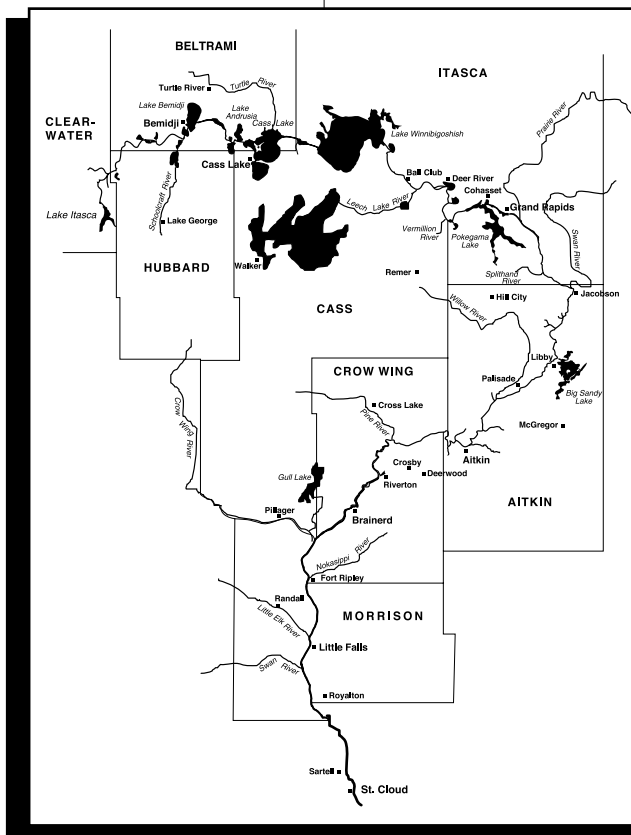 BELTRAMI
ITASCA
Turtle River
Turtle River
CLEAR-
WATER
Lake Bemidji
Bemidji
Lake
Andrusia
Cass Lake
Lake Winnibigoshish
Prairie River
Cass Lake
Ball Club
Deer River
Cohasset
Leech Lake River
Grand Rapids
Lake Itasca
Schoolcraft River
Lake George
Vermillion
River
Pokegama
Lake
Swan River
HUBBARD
Walker
Remer
Splithand
River
Hill City
Jacobson
CASS
Willow River
Libby
CROW WING
Palisade
Big Sandy
Lake
Crow Wing River
Cross Lake
Pine River
McGregor
Aitkin
Crosby
Deerwood
Gull Lake
Riverton
AITKIN
Pillager
Brainerd
Nokasippi River
Fort Ripley
Randall
MORRISON
Little Elk River
Little Falls
Swan River
Royalton
Sartell
St. Cloud